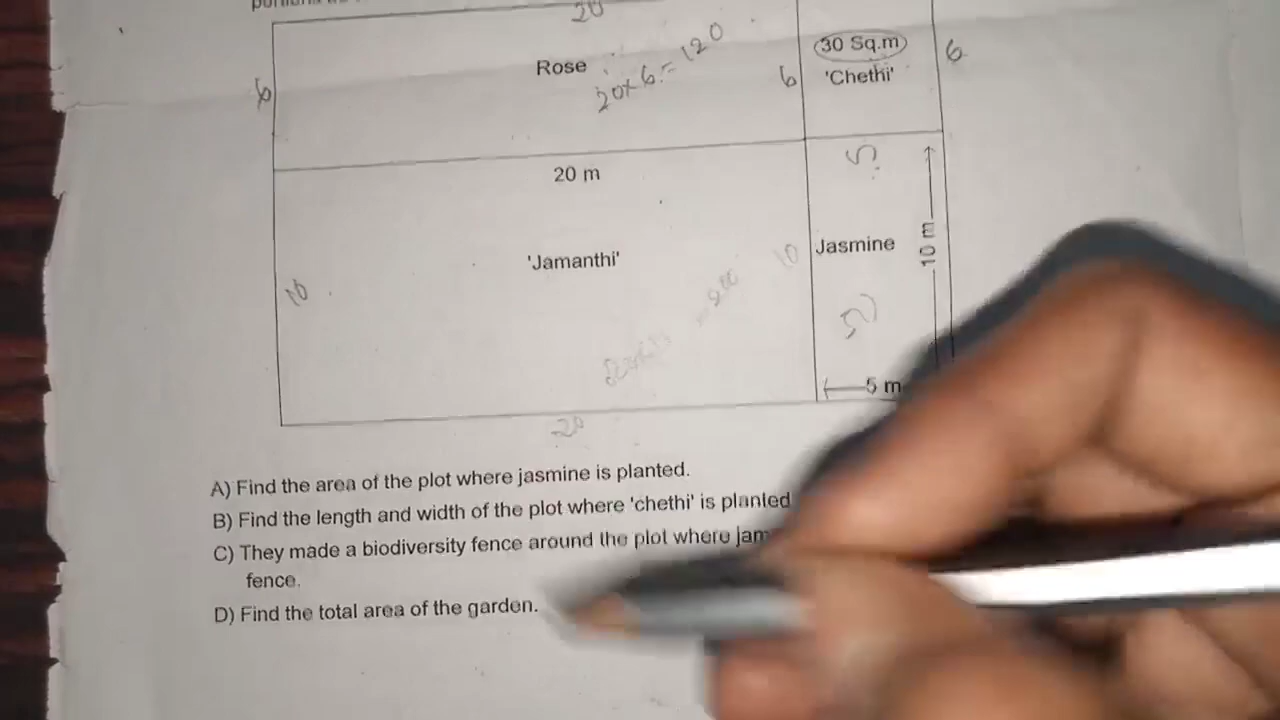 20
Rose
20×6=120
30 Sq.m
'Chethi'
6
6
6
20 m
5
'Jamanthi'
10
Jasmine
10 m
10
5 m
20
A) Find the area of the plot where jasmine is planted.
B) Find the length and width of the plot where 'chethi' is planted
C) They made a biodiversity fence around the plot where
fence.
D) Find the total area of the garden.